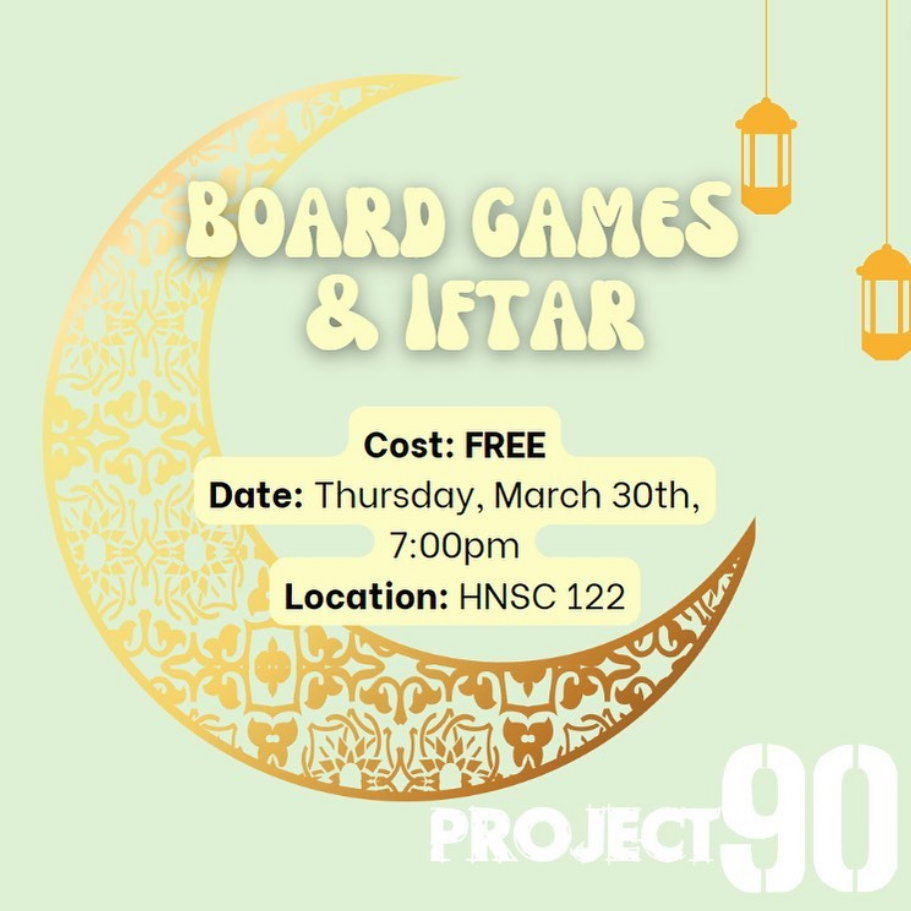 BOARD GAMES
& IFTAR
Cost: FREE
Date: Thursday, March 30th,
7:00pm
Location: HNSC 122
PROJECT90